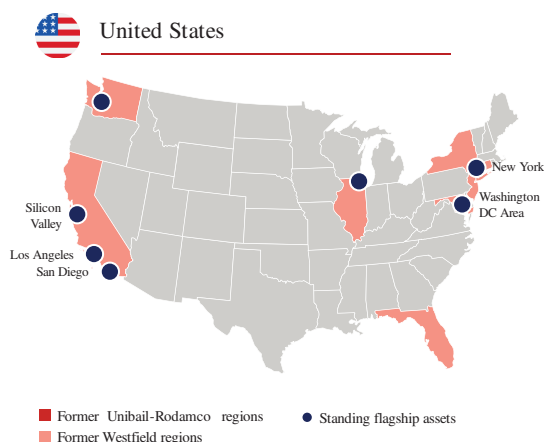 United States
New York
Washington
DC Area
Silicon
Valley
Los Angeles
San Diego
Former Unibail-Rodamco regions
Standing flagship assets
Former Westfield regions